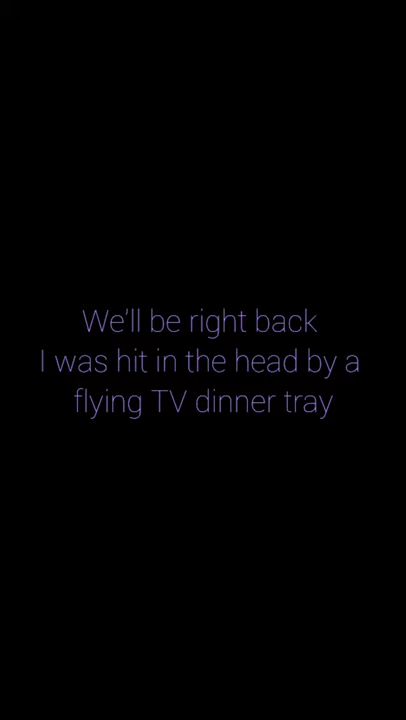 We'll be right back
I was hit in the head by a
flying TV dinner tray